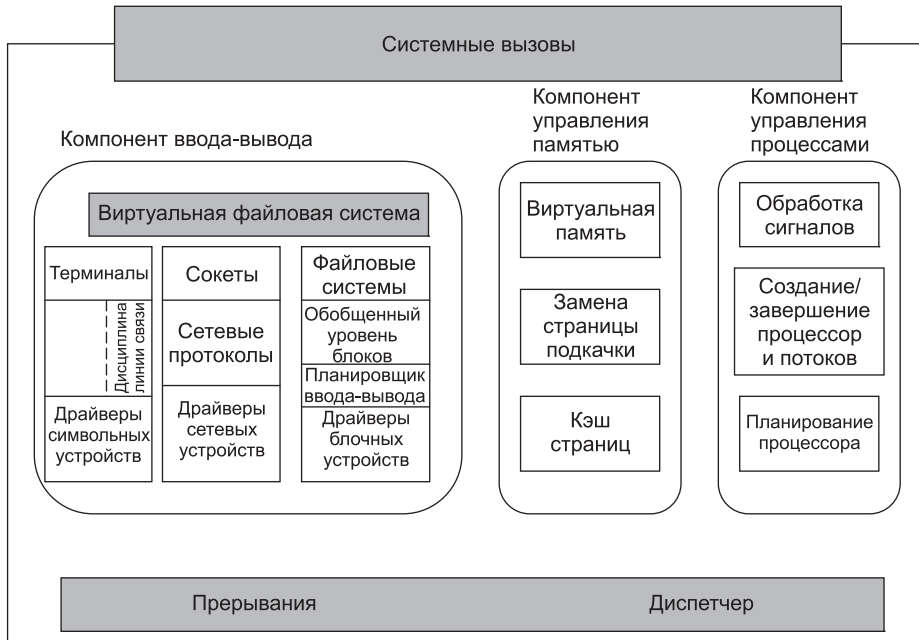 Системные вызовы
Компонент ввода-вывода
Виртуальная файловая система
Терминалы
Дисциплина
линии связи
Драйверы
символьных
устройств
Сокеты
Сетевые
протоколы
Драйверы
сетевых
устройств
Файловые
системы
Обобщенный
уровень
блоков
Планировщик
ввода-вывода
Драйверы
блочных
устройств
Компонент
управления
памятью
Виртуальная
память
Замена
страницы
подкачки
Кэш
страниц
Компонент
управления
процессами
Обработка
сигналов
Создание/
завершение
процессор
и потоков
Планирование
процессора
Прерывания
Диспетчер